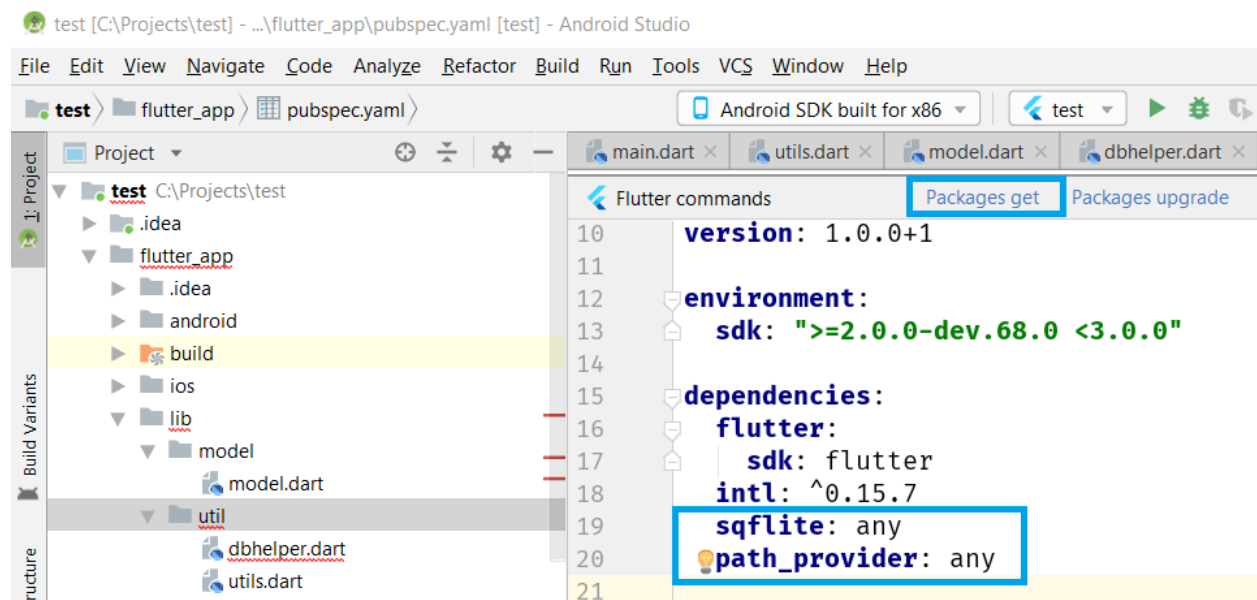 test [C:\Projects\test] - ...\flutter_app\pubspec.yaml [test] - Android Studio
File Edit View Navigate Code Analyze Refactor Build Run Tools VCS Window Help
test flutter_app pubspec.yaml Android SDK built for x86 test
Project main.dart utils.dart model.dart dbhelper.dart
1: Project
test C:\Projects\test
Flutter commands Packages get Packages upgrade
.idea
flutter_app
.idea
android
build
ios
lib
model
model.dart
util
dbhelper.dart
utils.dart
Build Variants
ructure
10 version: 1.0.0+1
11
12 environment:
13 sdk: ">=2.0.0-dev.68.0 <3.0.0"
14
15 dependencies:
16 flutter:
17 sdk: flutter
18 intl: ^0.15.7
19 sqflite: any
20 path_provider: any
21